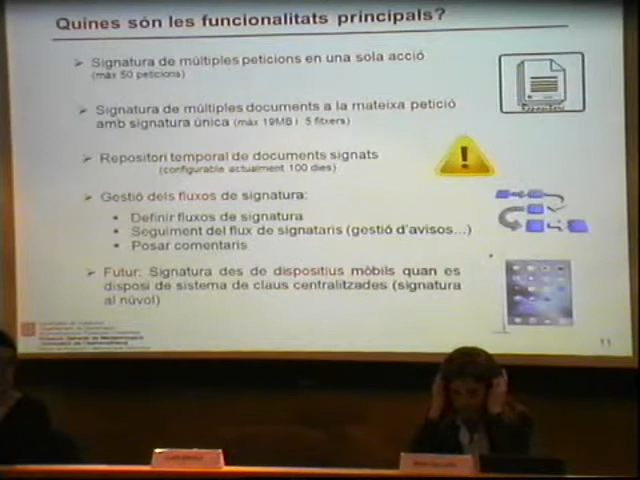 Quines són les funcionalitats principals?
➢ Signatura de múltiples peticions en una sola acció
(màx 50 peticions)
➢ Signatura de múltiples documents a la mateixa petició
amb signatura única (màx 19MB i 5 fitxers)
➢ Repositori temporal de documents signats
(configurable actualment 100 dies)
➢ Gestió dels fluxos de signatura:
▪ Definir fluxos de signatura
▪ Seguiment del flux de signataris (gestió d'avisos...)
▪ Posar comentaris
➢ Futur: Signatura des de dispositius mòbils quan es
disposi de sistema de claus centralitzades (signatura
al núvol)
11